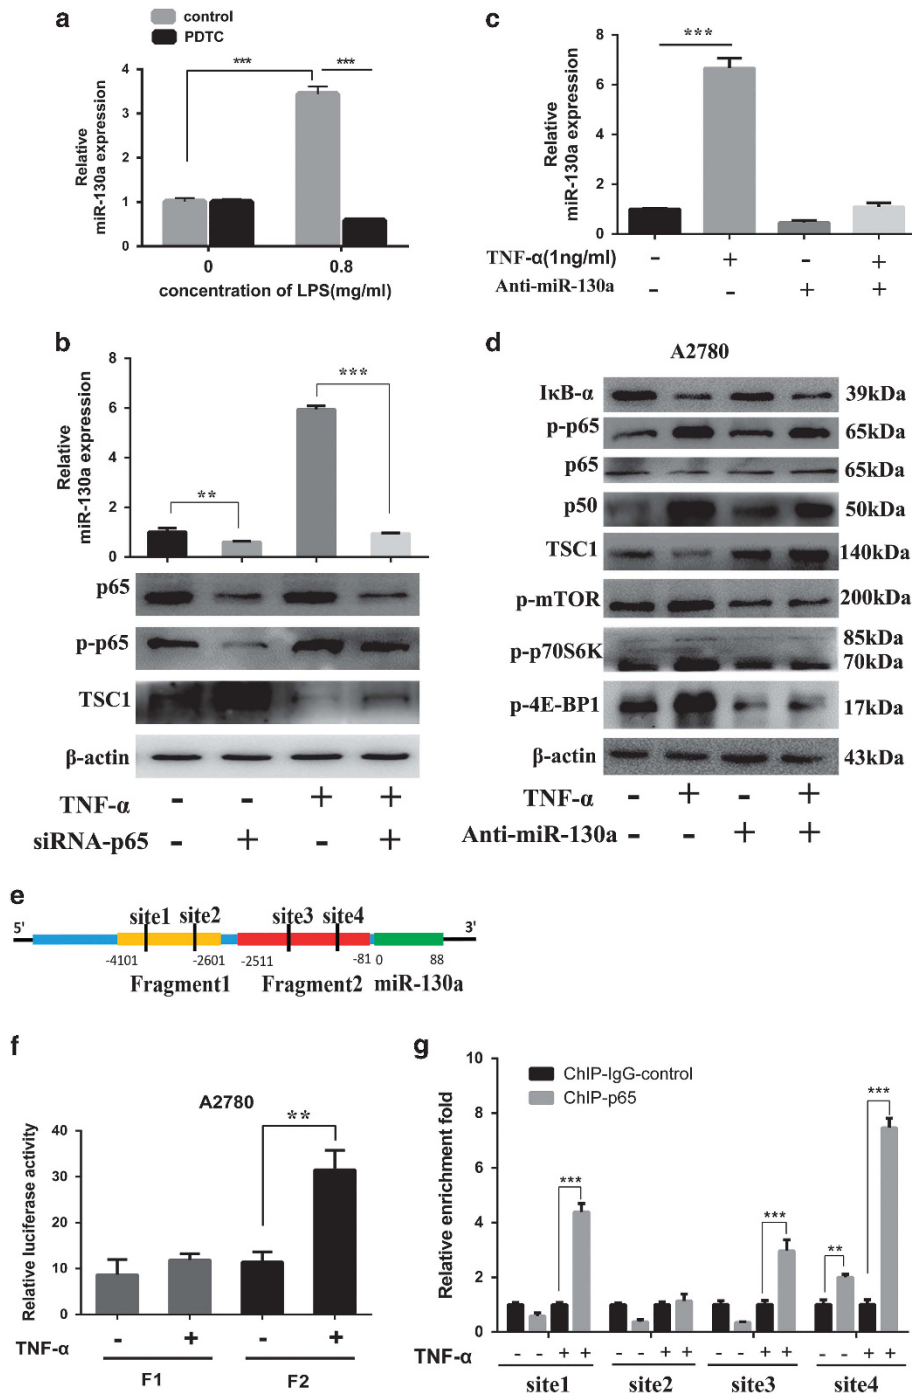 a
control
PDTC
Relative
miR-130a expression
4
3
2
1
0
***
***
0 0.8
concentration of LPS(mg/ml)
c
Relative
miR-130a expression
8
6
4
2
0
***
TNF-α(1ng/ml) - + - +
Anti-miR-130a - - + +
b
Relative
miR-130a expression
8
6
4
2
0
**
***
p65
p-p65
TSC1
β-actin
TNF-α - - + +
siRNA-p65 - + - +
d
A2780
IκB-α 39kDa
p-p65 65kDa
p65 65kDa
p50 50kDa
TSC1 140kDa
p-mTOR 200kDa
85kDa
p-p70S6K 70kDa
p-4E-BP1 17kDa
β-actin 43kDa
TNF-α - + - +
Anti-miR-130a - - + +
e
5' site1 site2 site3 site4 3'
-4101 -2601 -2511 -81 0 88
Fragment1 Fragment2 miR-130a
f
A2780
Relative luciferase activity
40
30
20
10
0
**
TNF-α - + - +
F1 F2
g
ChIP-IgG-control
ChIP-p65
Relative enrichment fold
10
8
6
4
2
0
***
***
**
***
TNF-α - - + + - - + + - - + + - - + +
site1 site2 site3 site4